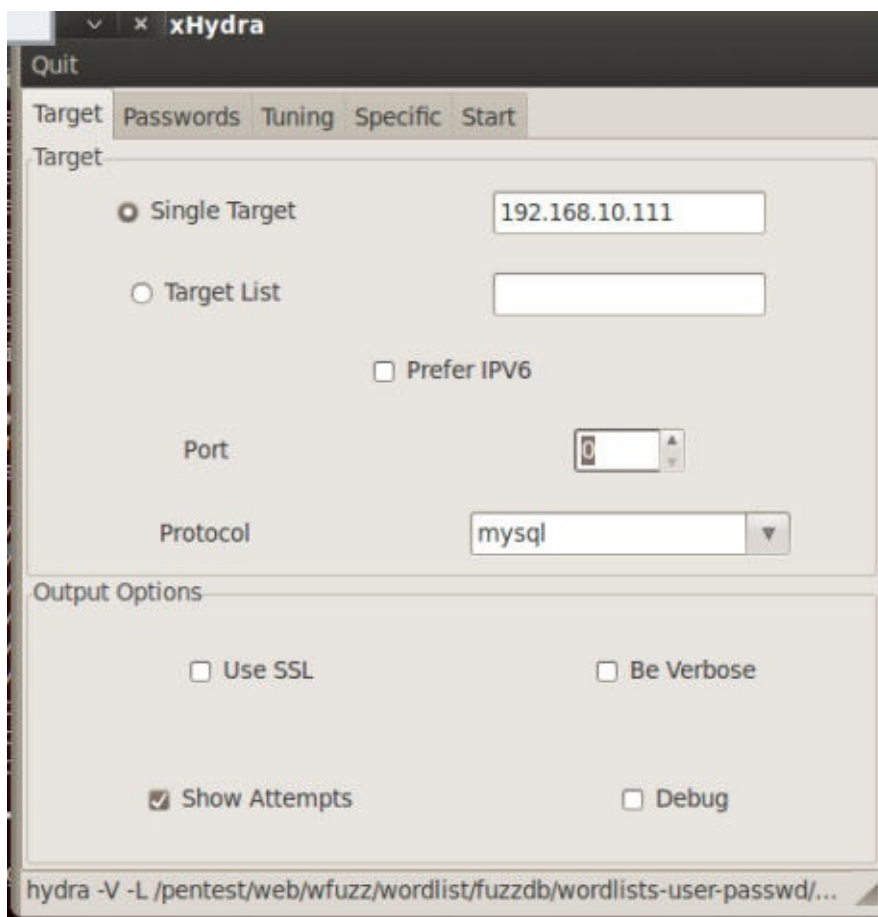 xHydra
Quit
Target Passwords Tuning Specific Start
Target
Single Target 192.168.10.111
Target List
Prefer IPV6
Port 0
Protocol mysql
Output Options
Use SSL Be Verbose
Show Attempts Debug
hydra -V -L /pentest/web/wfuzz/wordlist/fuzzdb/wordlists-user-passwd/...